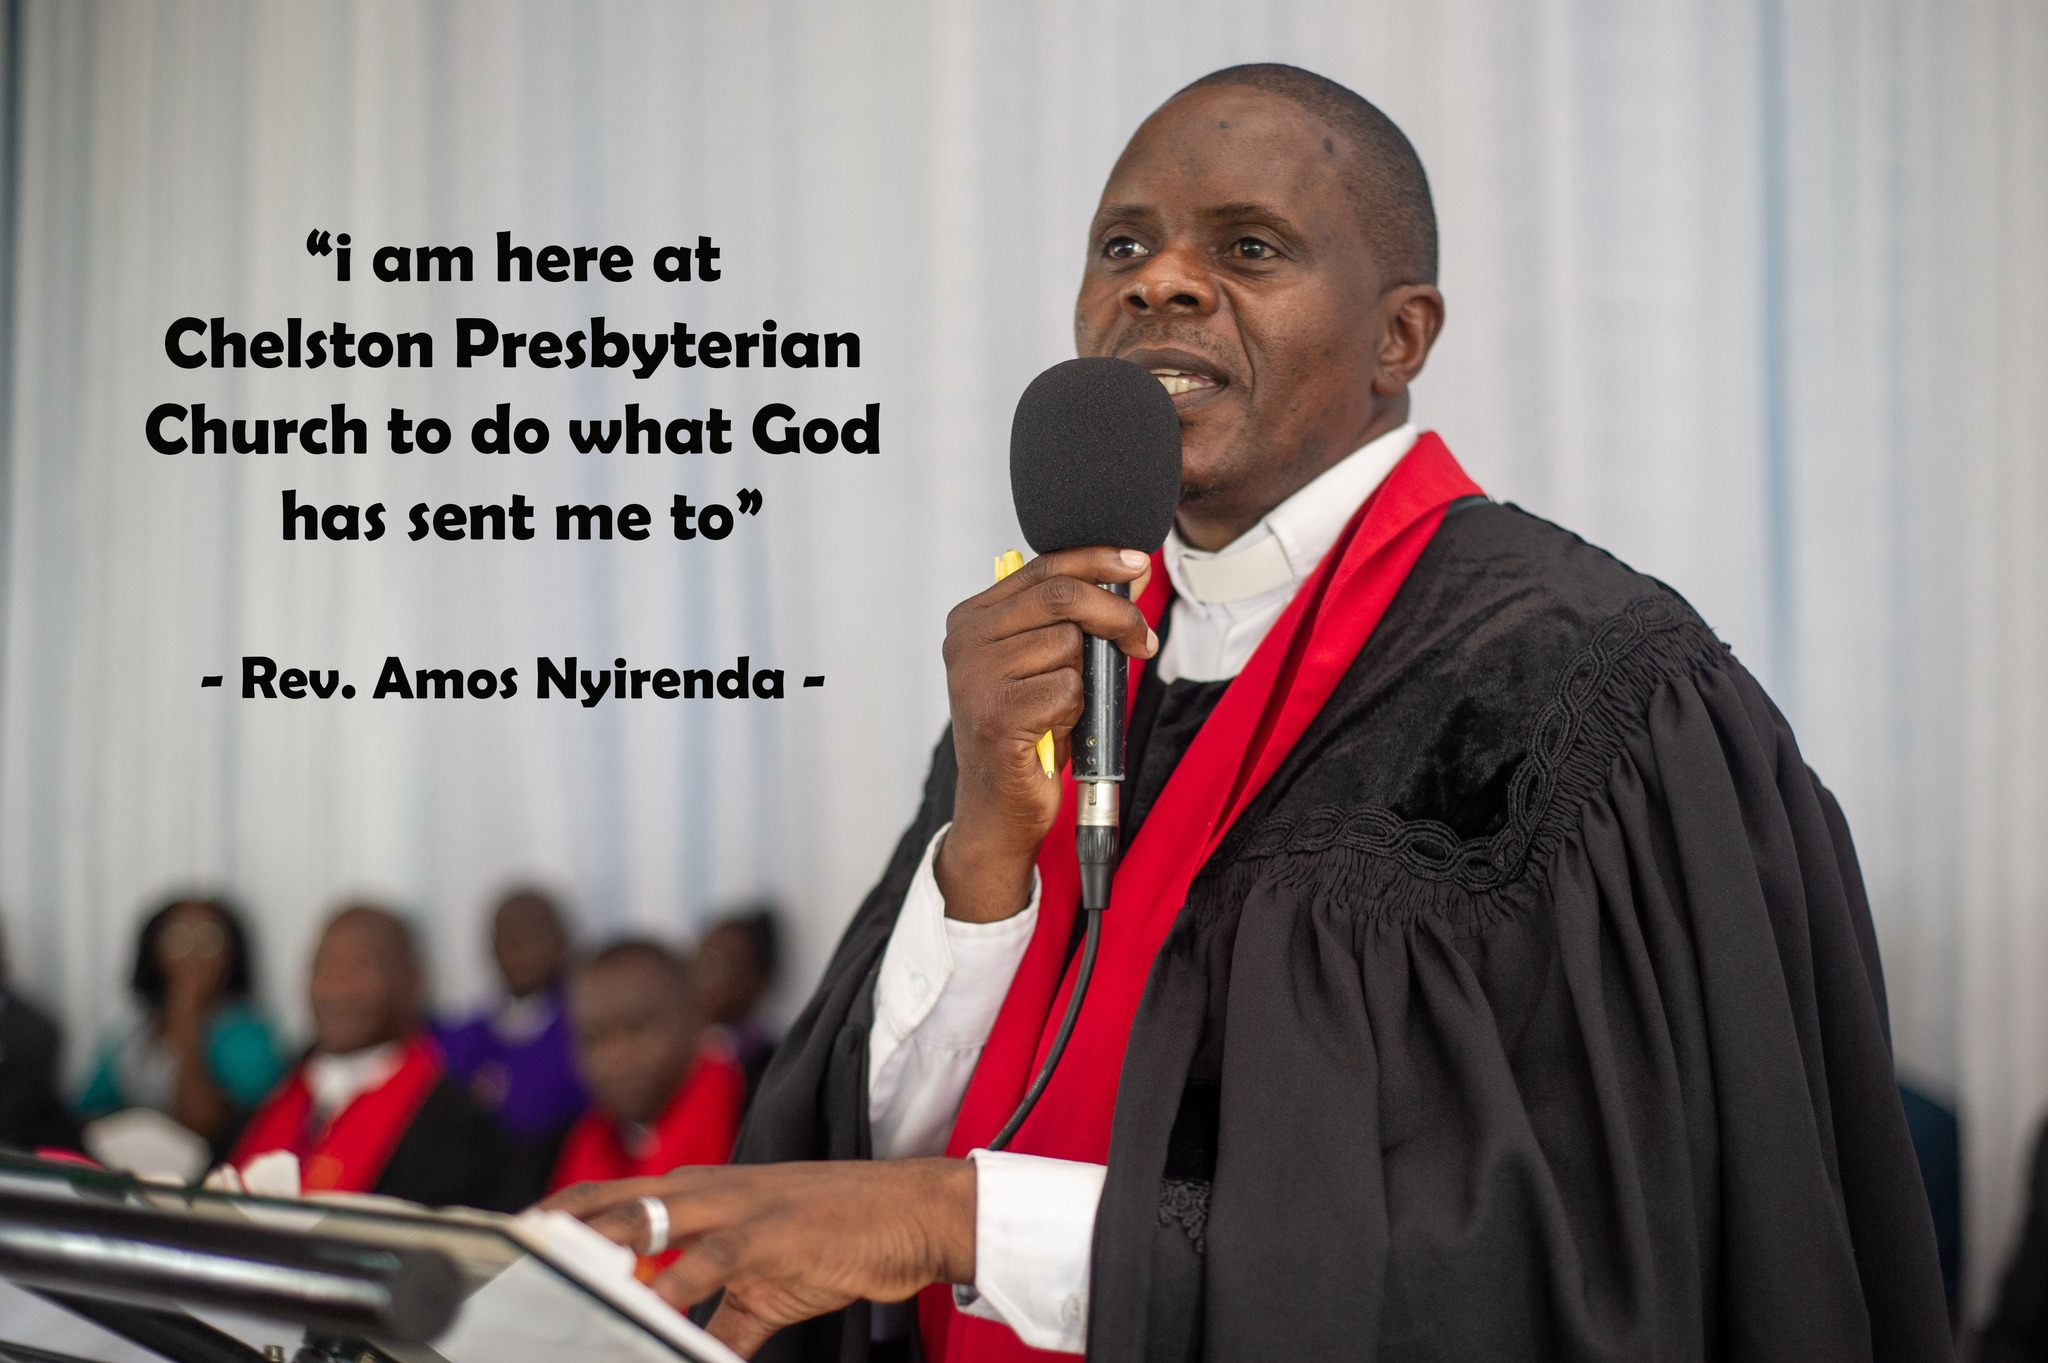 “i am here at
Chelston Presbyterian
Church to do what God
has sent me to”
- Rev. Amos Nyirenda -